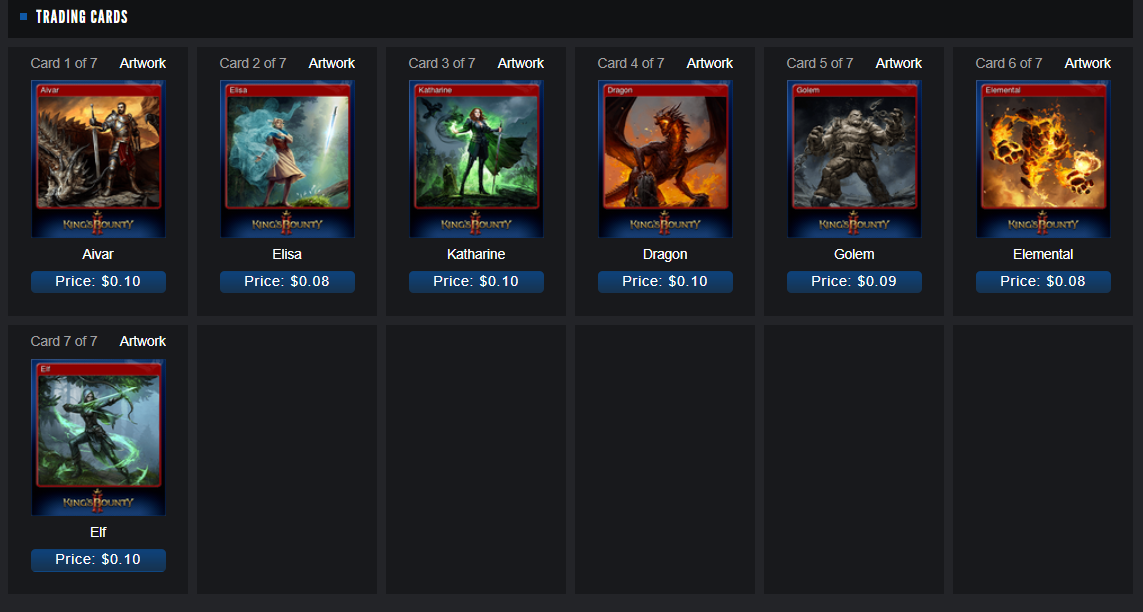 TRADING CARDS
Card 1 of 7 Artwork
Aivar
KING'S BOUNTY
II
Aivar
Price: $0.10
Card 2 of 7 Artwork
Elisa
KING'S BOUNTY
II
Elisa
Price: $0.08
Card 3 of 7 Artwork
Katharine
KING'S BOUNTY
II
Katharine
Price: $0.10
Card 4 of 7 Artwork
Dragon
KING'S BOUNTY
II
Dragon
Price: $0.10
Card 5 of 7 Artwork
Golem
KING'S BOUNTY
II
Golem
Price: $0.09
Card 6 of 7 Artwork
Elemental
KING'S BOUNTY
II
Elemental
Price: $0.08
Card 7 of 7 Artwork
Elf
KING'S BOUNTY
II
Elf
Price: $0.10